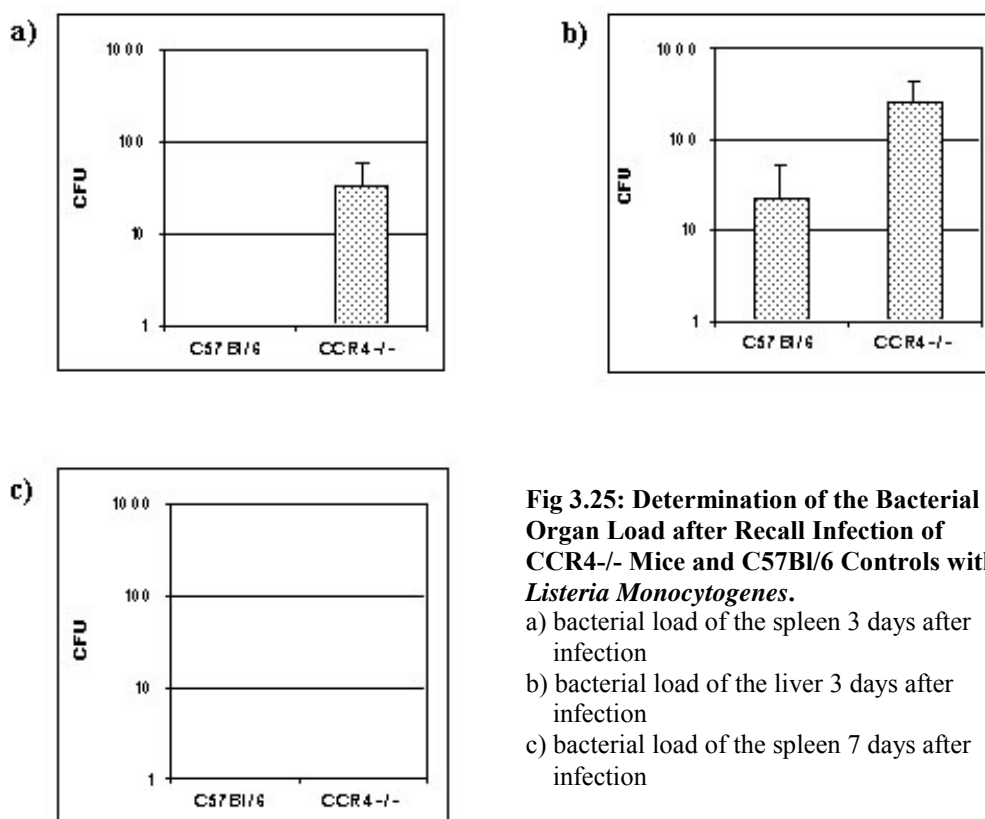 a)
1000
100
10
1
CFU
C57 Bl/6 CCR4-/-
b)
1000
100
10
1
CFU
C57 Bl/6 CCR4-/-
c)
1000
100
10
1
CFU
C57 Bl/6 CCR4-/-
Fig 3.25: Determination of the Bacterial
Organ Load after Recall Infection of
CCR4-/- Mice and C57Bl/6 Controls
Listeria Monocytogenes.
a) bacterial load of the spleen 3 days after
infection
b) bacterial load of the liver 3 days after
infection
c) bacterial load of the spleen 7 days after
infection